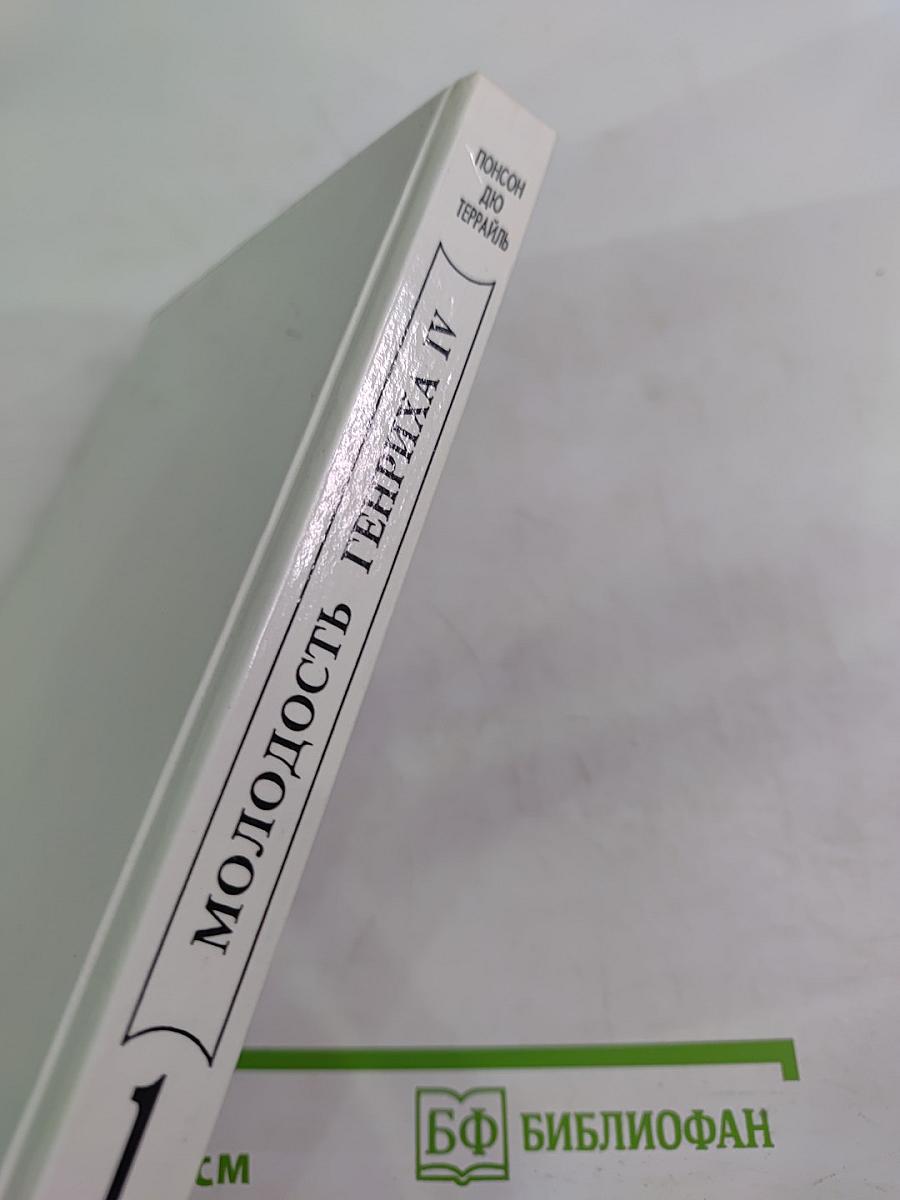 ПОНСОН
ДЮ
ТЕРРАЙЛЬ
МОЛОДОСТЬ ГЕНРИХА IV
1
см
БФ БИБЛИОФАН